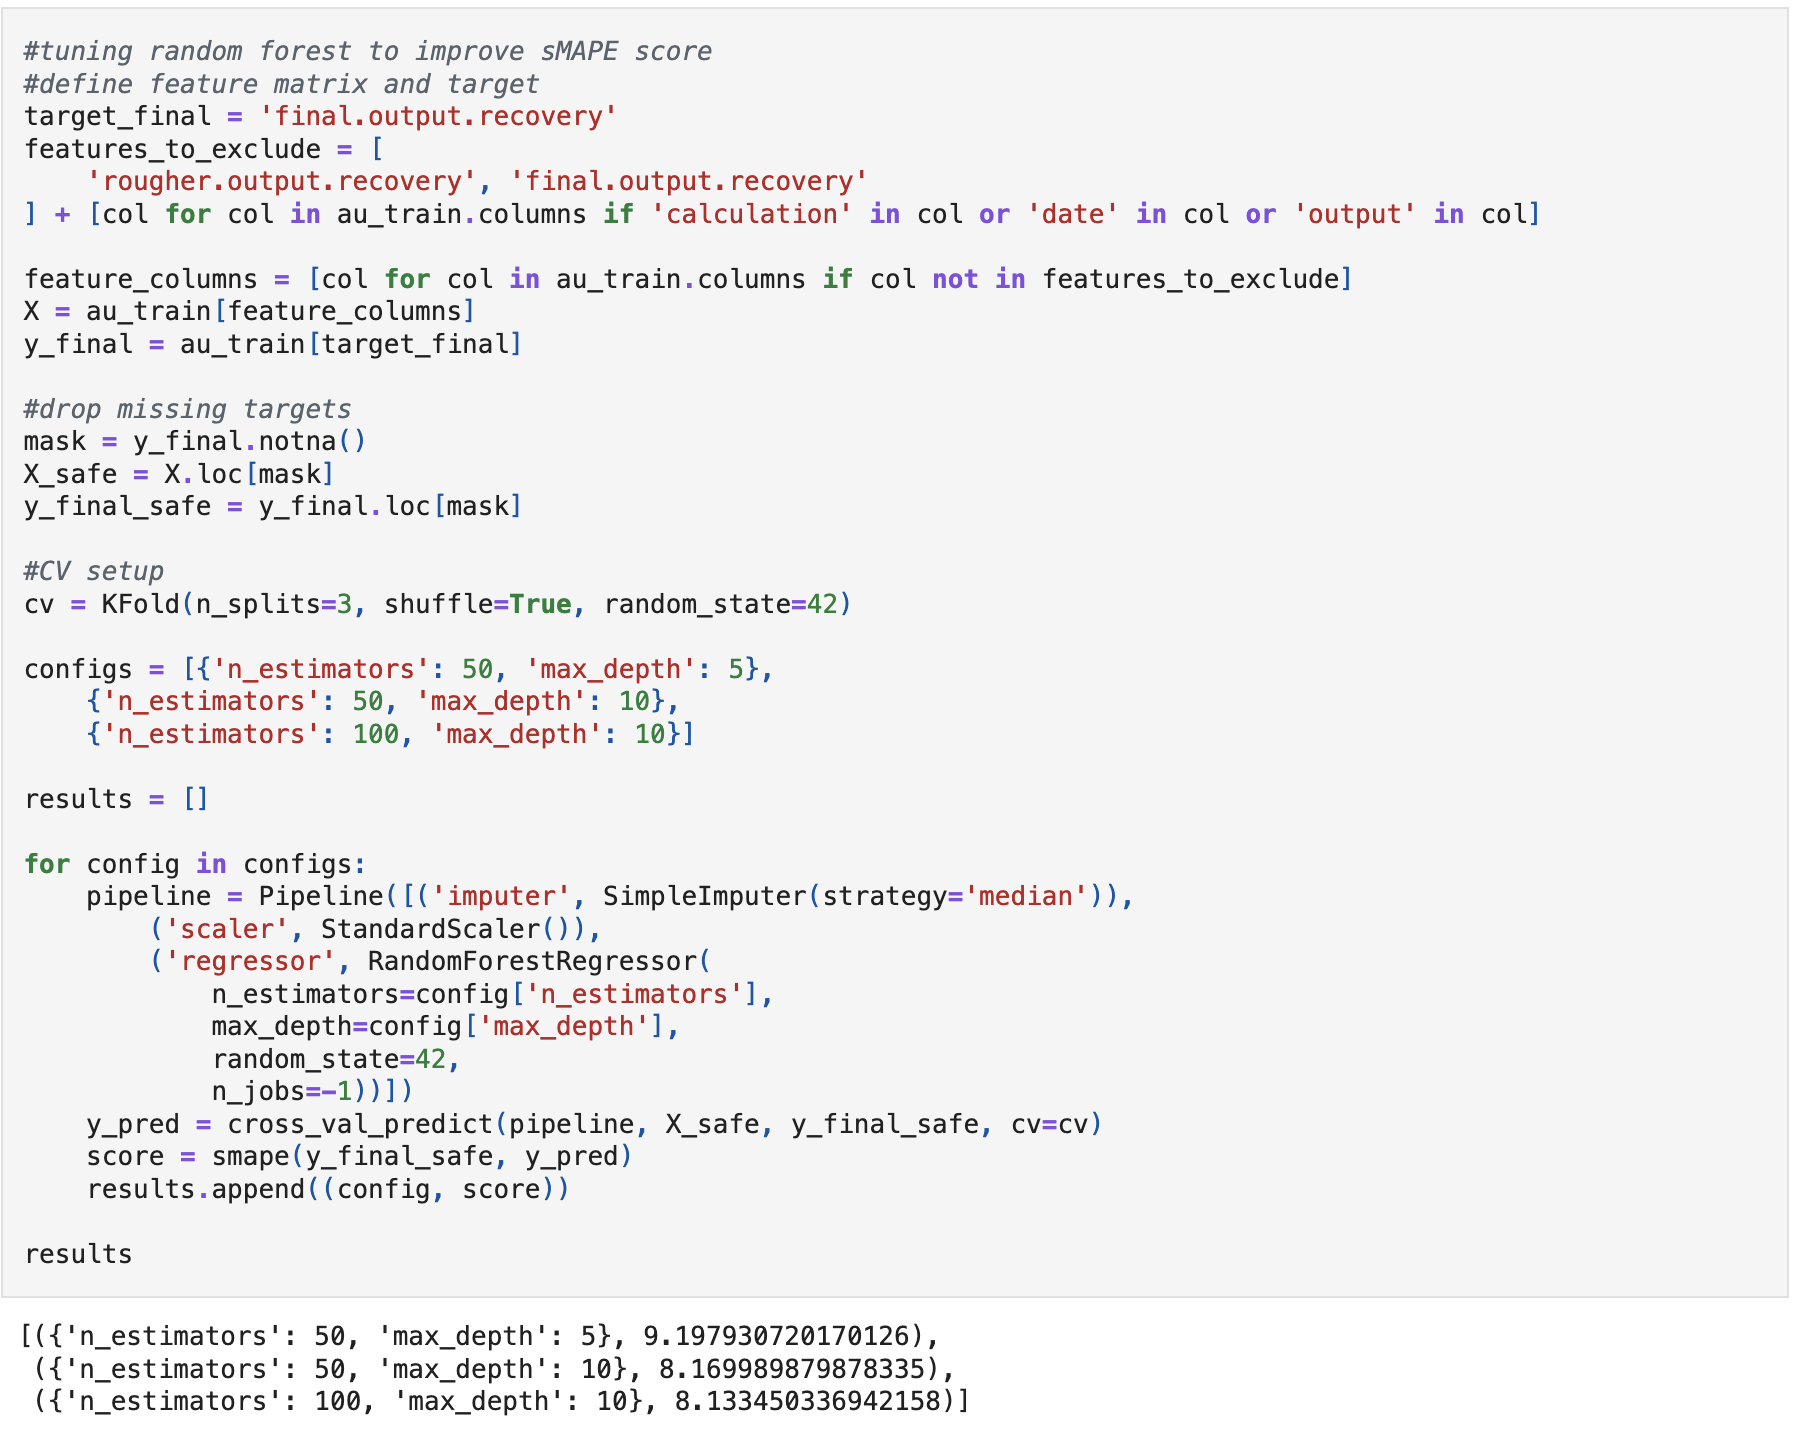 #tuning random forest to improve sMAPE score
#define feature matrix and target
target_final = 'final.output.recovery'
features_to_exclude = [
    'rougher.output.recovery', 'final.output.recovery'
] + [col for col in au_train.columns if 'calculation' in col or 'date' in col or 'output' in col]

feature_columns = [col for col in au_train.columns if col not in features_to_exclude]
X = au_train[feature_columns]
y_final = au_train[target_final]

#drop missing targets
mask = y_final.notna()
X_safe = X.loc[mask]
y_final_safe = y_final.loc[mask]

#CV setup
cv = KFold(n_splits=3, shuffle=True, random_state=42)

configs = [{'n_estimators': 50, 'max_depth': 5},
    {'n_estimators': 50, 'max_depth': 10},
    {'n_estimators': 100, 'max_depth': 10}]

results = []

for config in configs:
    pipeline = Pipeline([('imputer', SimpleImputer(strategy='median')),
        ('scaler', StandardScaler()),
        ('regressor', RandomForestRegressor(
            n_estimators=config['n_estimators'],
            max_depth=config['max_depth'],
            random_state=42,
            n_jobs=-1))])
    y_pred = cross_val_predict(pipeline, X_safe, y_final_safe, cv=cv)
    score = smape(y_final_safe, y_pred)
    results.append((config, score))

results

[({'n_estimators': 50, 'max_depth': 5}, 9.197930720170126),
 ({'n_estimators': 50, 'max_depth': 10}, 8.169989879878335),
 ({'n_estimators': 100, 'max_depth': 10}, 8.133450336942158)]